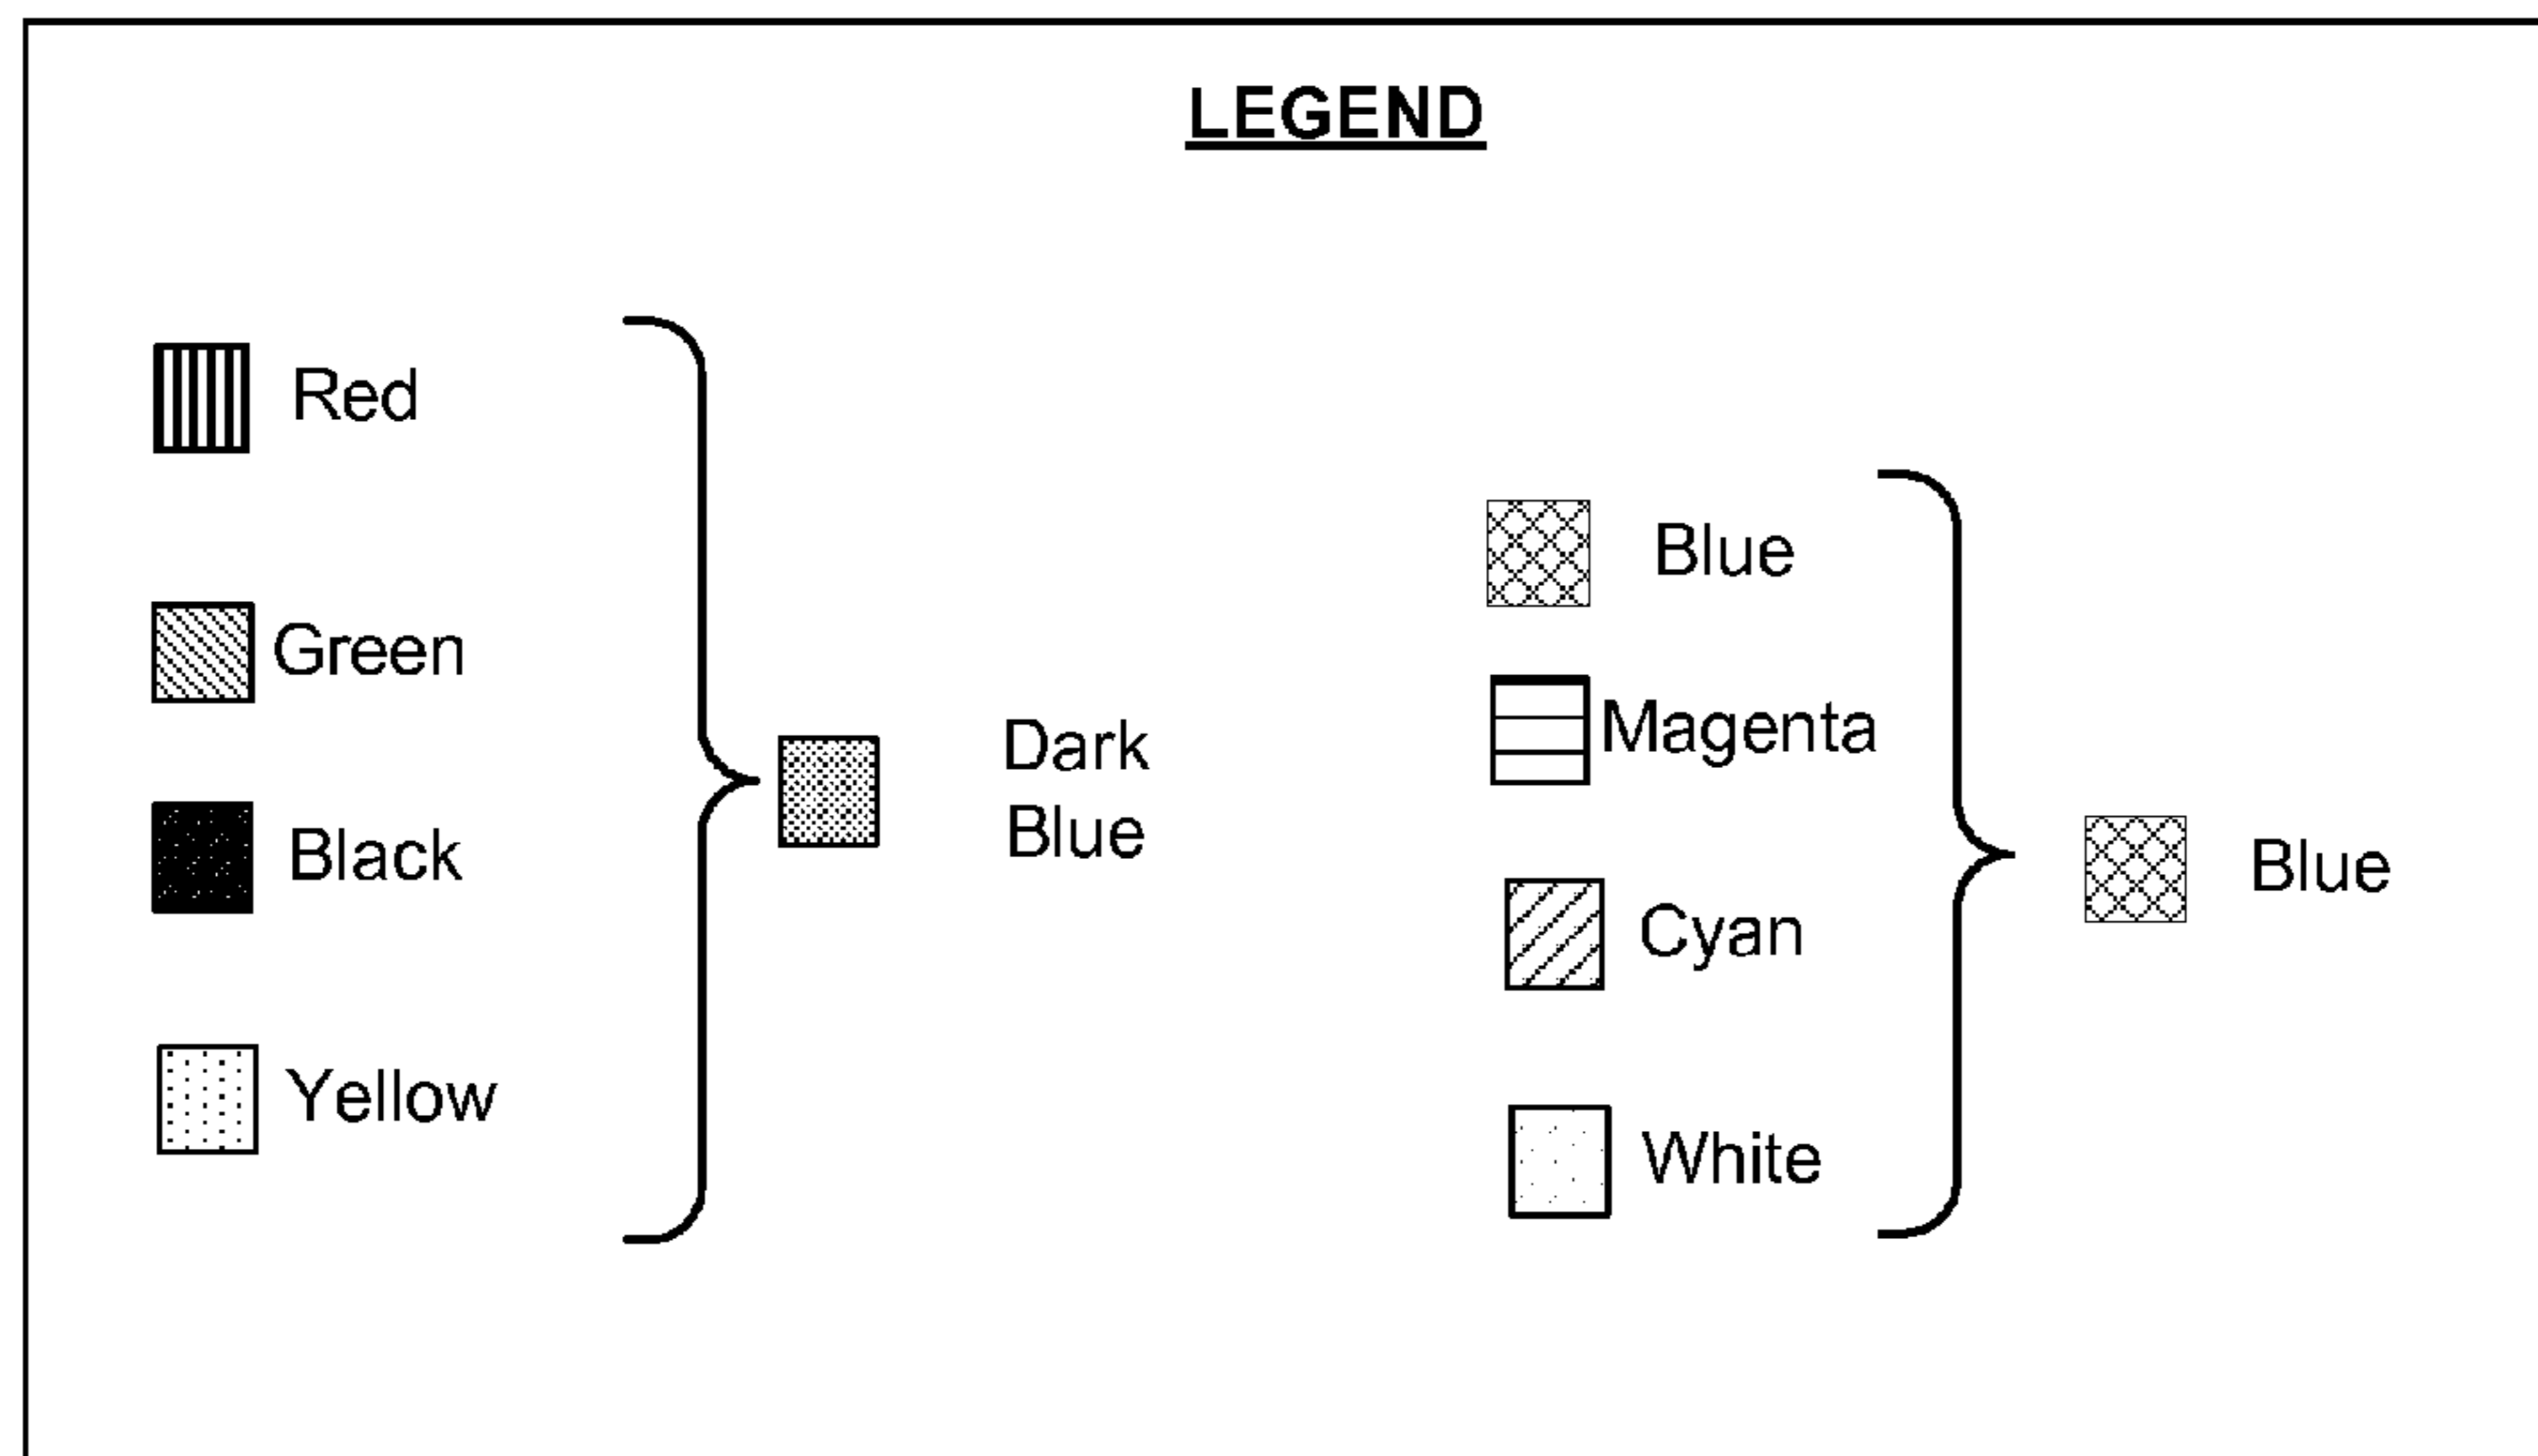 LEGEND
Red
Green
Black
Yellow
Dark
Blue
Blue
Magenta
Cyan
White
Blue